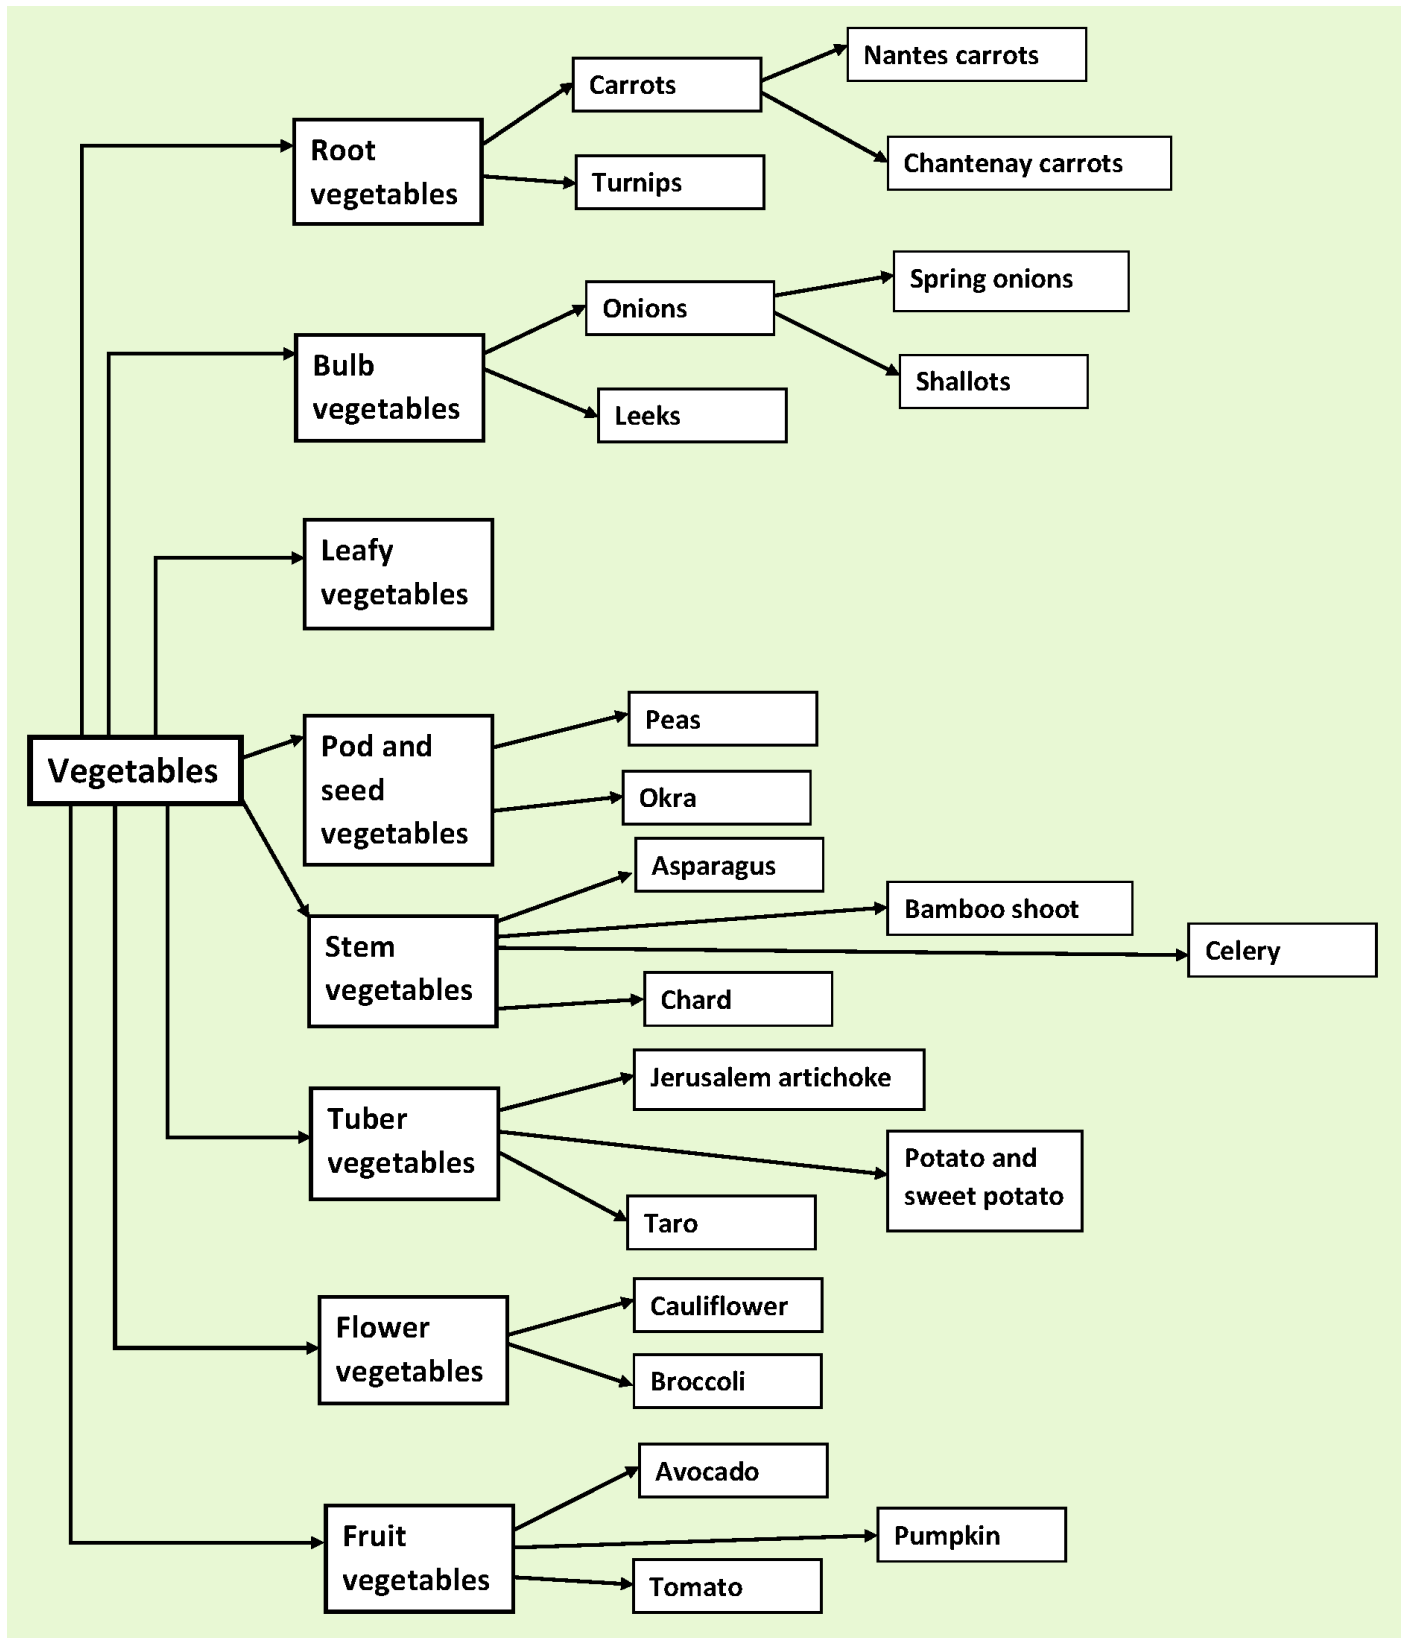 Nantes carrots
Carrots
Root
vegetables
Chantenay carrots
Turnips
Spring onions
Onions
Bulb
vegetables
Shallots
Leeks
Leafy
vegetables
Vegetables
Peas
Pod and
seed
vegetables
Okra
Asparagus
Bamboo shoot
Celery
Stem
vegetables
Chard
Jerusalem artichoke
Tuber
vegetables
Potato and
sweet potato
Taro
Cauliflower
Flower
vegetables
Broccoli
Avocado
Fruit
vegetables
Pumpkin
Tomato